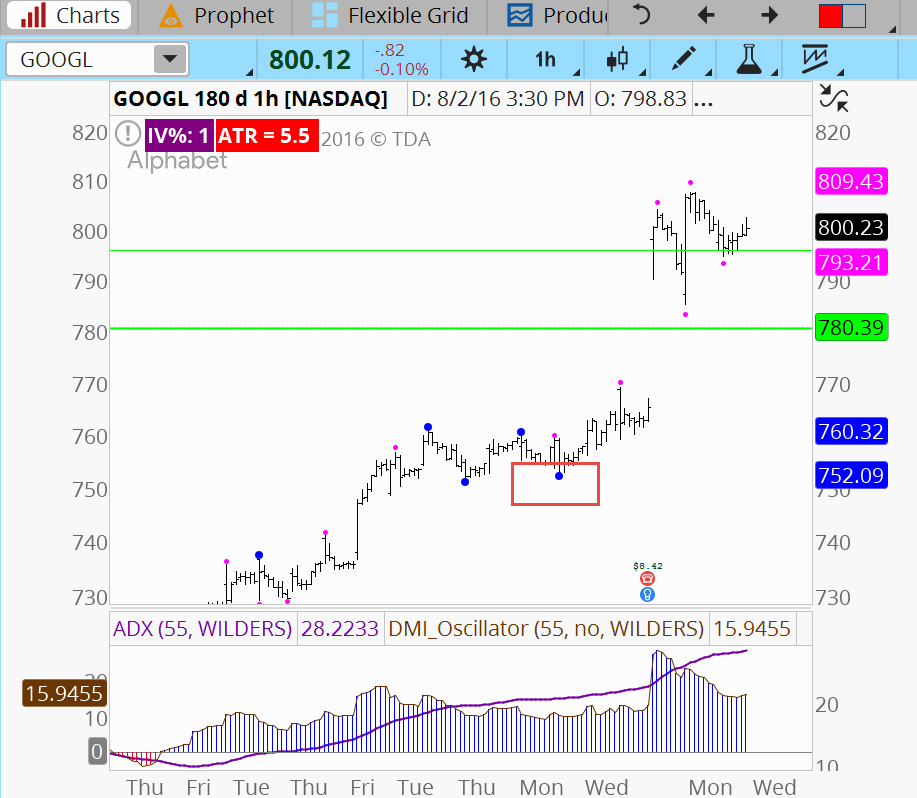 Charts Prophet Flexible Grid Produ
GOOGL 800.12 -.82 -0.10% 1h
GOOGL 180 d 1h [NASDAQ] D: 8/2/16 3:30 PM O: 798.83 ...
IV%: 1 ATR = 5.5 2016 © TDA
Alphabet
820 820
810 809.43
800 800.23
793.21
790 790
780 780.39
770 770
760 760.32
752.09
750 750
740 740
$8.42
730 730
ADX (55, WILDERS) 28.2233 DMI_Oscillator (55, no, WILDERS) 15.9455
15.9455
20
10 20
0
10
Thu Fri Tue Thu Fri Tue Thu Mon Wed Mon Wed